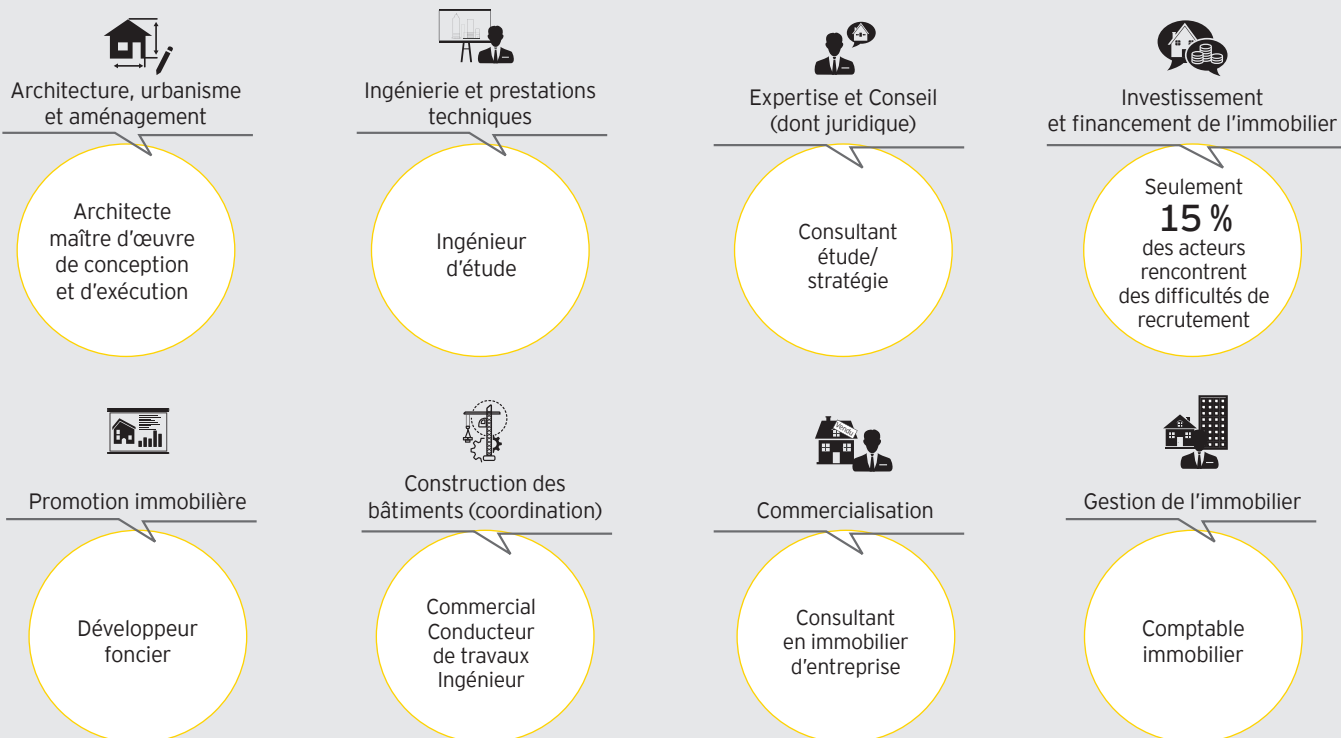 Architecture, urbanisme
et aménagement
Architecte
maître d'œuvre
de conception
et d'exécution
Ingénierie et prestations
techniques
Ingénieur
d'étude
Expertise et Conseil
(dont juridique)
Consultant
étude/
stratégie
Investissement
et financement de l'immobilier
Seulement
15 %
des acteurs
rencontrent
des difficultés de
recrutement
Promotion immobilière
Développeur
foncier
Construction des
bâtiments (coordination)
Commercial
Conducteur
de travaux
Ingénieur
Vendu
Commercialisation
Consultant
en immobilier
d'entreprise
Gestion de l'immobilier
Comptable
immobilier